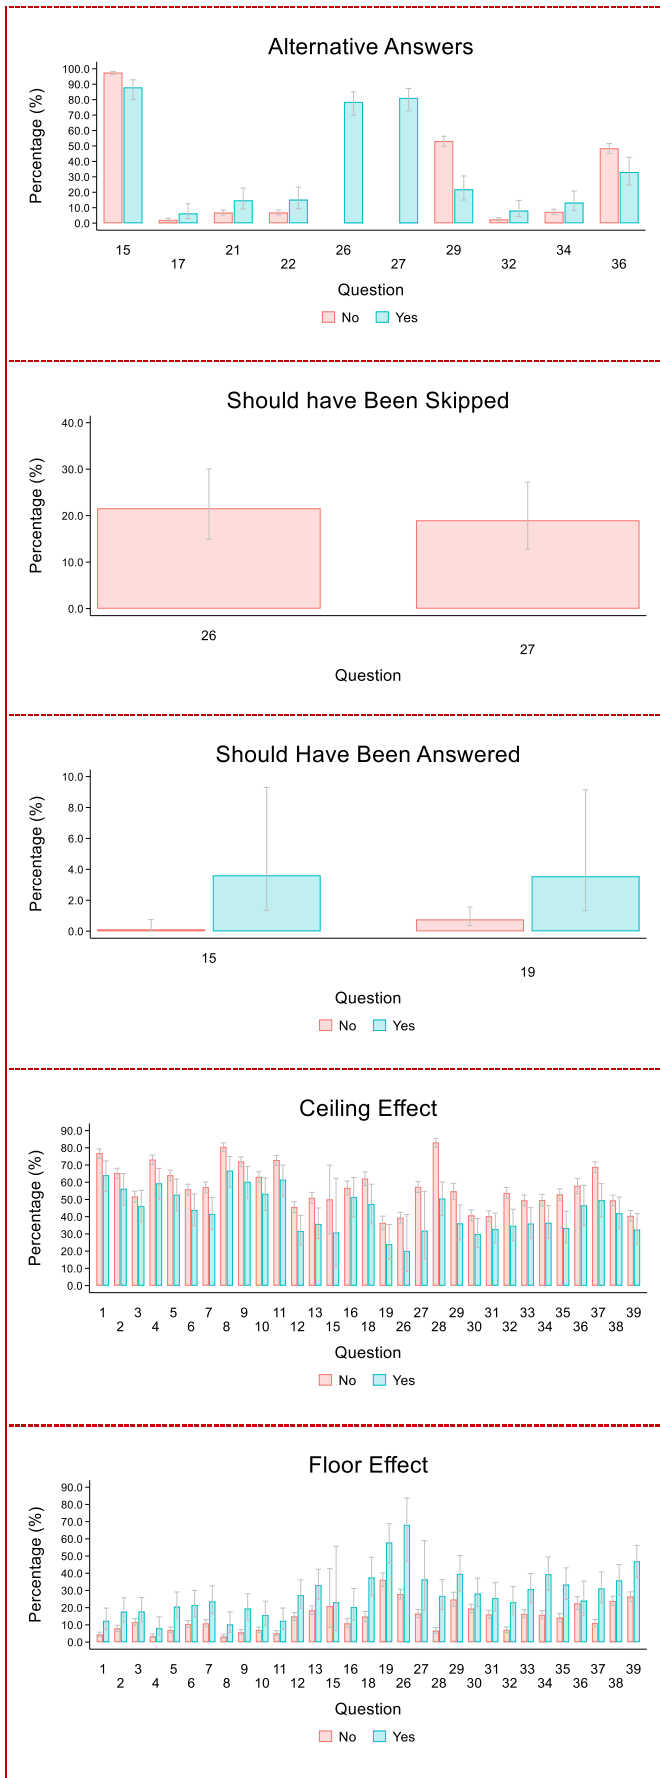 Alternative Answers
Percentage (%)
100.0
90.0
80.0
70.0
60.0
50.0
40.0
30.0
20.0
10.0
0.0
15 21 26 29 34
17 22 27 32 36
Question
No Yes
Should have Been Skipped
Percentage (%)
40.0
30.0
20.0
10.0
0.0
26
27
Question
Should Have Been Answered
Percentage (%)
10.0
8.0
6.0
4.0
2.0
0.0
15
19
Question
No Yes
Ceiling Effect
Percentage (%)
90.0
80.0
70.0
60.0
50.0
40.0
30.0
20.0
10.0
0.0
1 3 5 7 9 11 13 16 19 27 29 31 33 35 37 39
2 4 6 8 10 12 15 18 26 28 30 32 34 36 38
Question
No Yes
Floor Effect
Percentage (%)
90.0
80.0
70.0
60.0
50.0
40.0
30.0
20.0
10.0
0.0
1 3 5 7 9 11 13 16 19 27 29 31 33 35 37 39
2 4 6 8 10 12 15 18 26 28 30 32 34 36 38
Question
No Yes